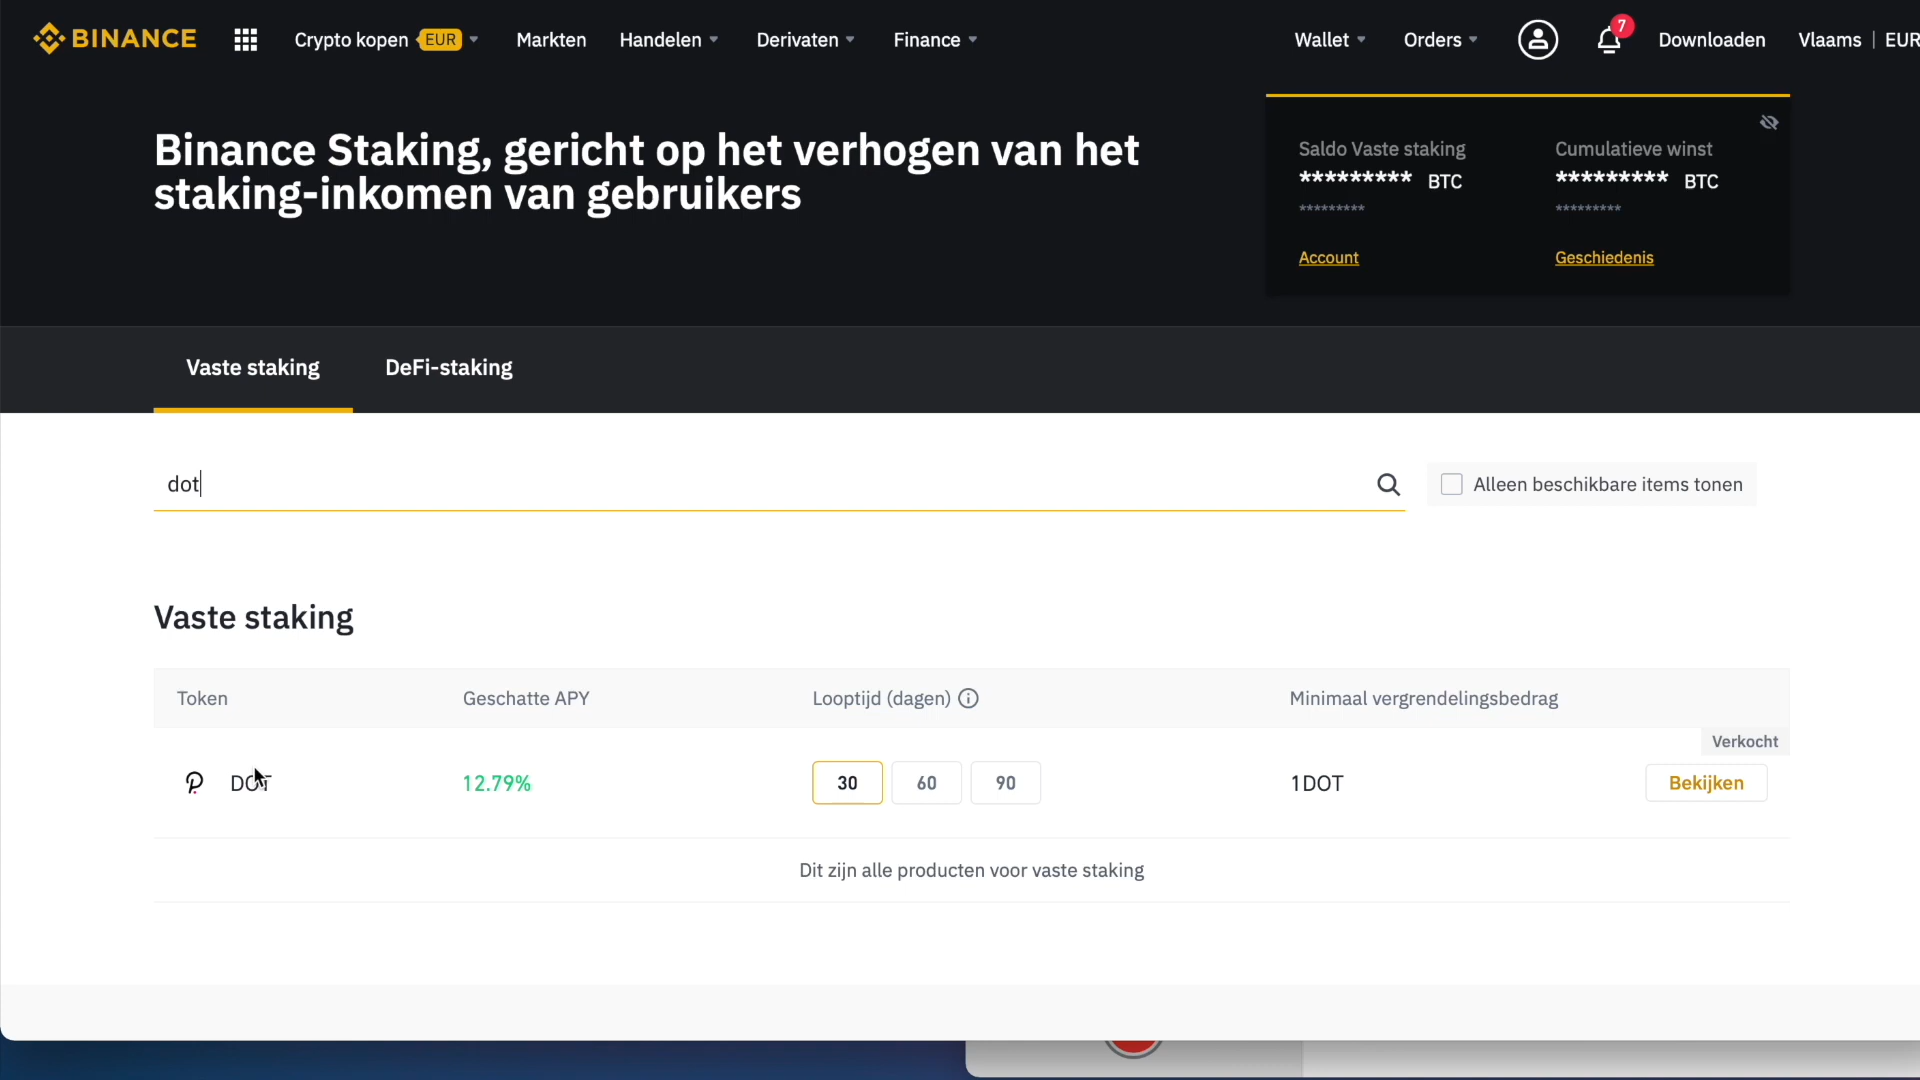 BINANCE
Crypto kopen EUR
Markten
Handelen
Derivaten
Finance
Wallet
Orders
7
Downloaden
Vlaams | EUR
Binance Staking, gericht op het verhogen van het
staking-inkomen van gebruikers
Saldo Vaste staking
********* BTC
*********
Account
Cumulatieve winst
********* BTC
*********
Geschiedenis
Vaste staking
DeFi-staking
dot
Alleen beschikbare items tonen
Vaste staking
Token Geschatte APY Looptijd (dagen) Minimaal vergrendelingsbedrag
Verkocht
DOT 12.79% 30 60 90 1DOT Bekijken
Dit zijn alle producten voor vaste staking